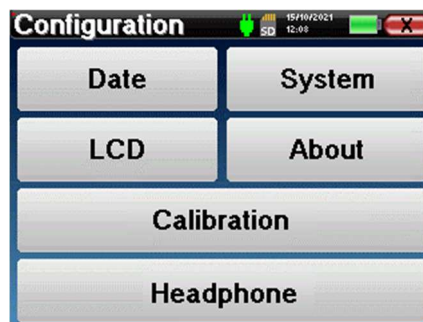 Configuration
SD
15/10/2021
12:08
X
Date
System
LCD
About
Calibration
Headphone